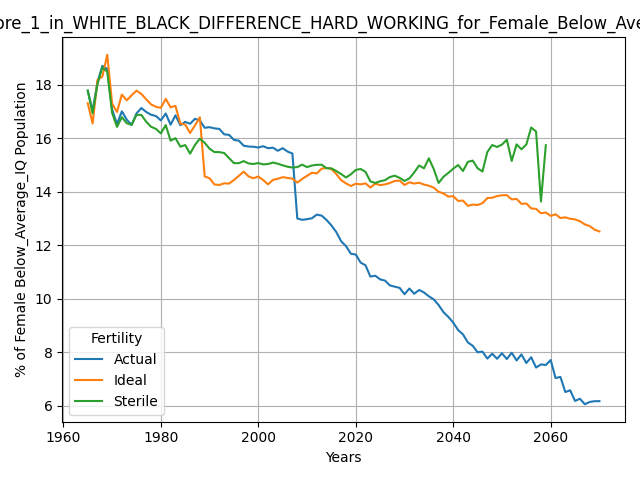 ore_1_in_WHITE_BLACK_DIFFERENCE_HARD_WORKING_for_Female_Below_Ave
% of Female Below_Average_IQ Population
18
16
14
12
10
8
6
Fertility
Actual
Ideal
Sterile
1960 1980 2000 2020 2040 2060
Years